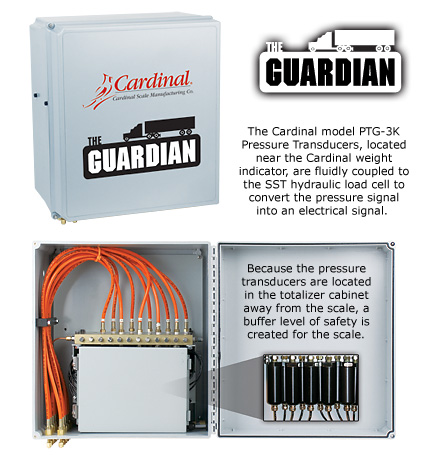 Cardinal
Cardinal Scale Manufacturing Co.
THE
GUARDIAN
THE
GUARDIAN
The Cardinal model PTG-3K
Pressure Transducers, located
near the Cardinal weight
indicator, are fluidly coupled to
the SST hydraulic load cell to
convert the pressure signal
into an electrical signal.
Because the pressure
transducers are located
in the totalizer cabinet
away from the scale, a
buffer level of safety is
created for the scale.